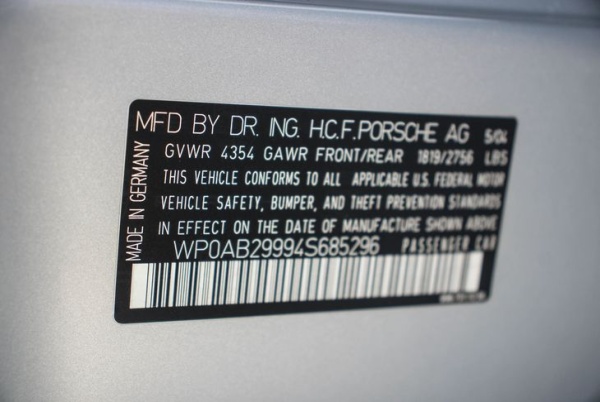 MFD BY DR. ING. H.C.F.PORSCHE AG 5/04
GVWR 4354 GAWR FRONT/REAR 1819/2756 LBS
THIS VEHICLE CONFORMS TO ALL APPLICABLE U.S. FEDERAL MOTOR
VEHICLE SAFETY, BUMPER, AND THEFT PREVENTION STANDARDS
IN EFFECT ON THE DATE OF MANUFACTURE SHOWN ABOVE
WP0AB29994S685296 PASSENGER CAR
MADE IN GERMANY